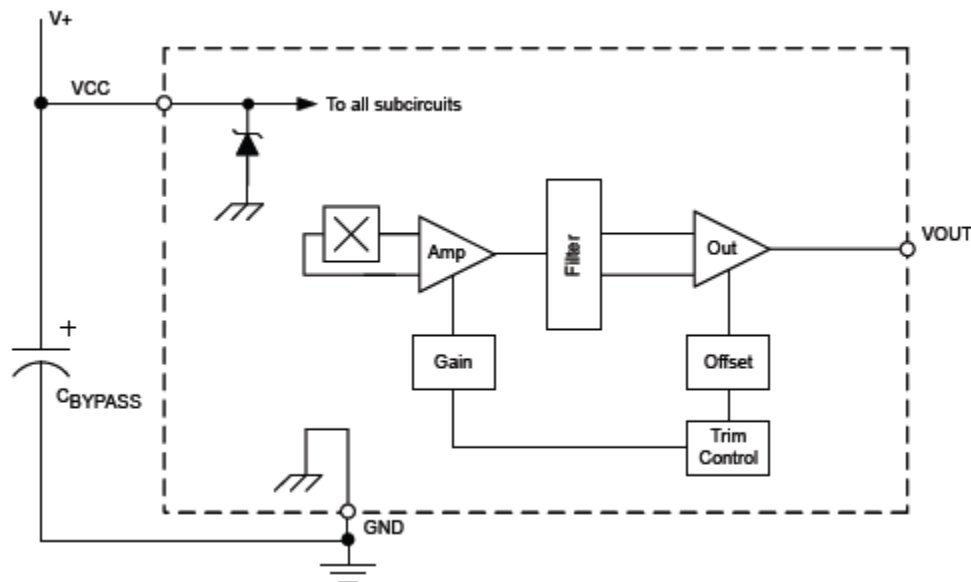 V+
VCC
To all subcircuits
Amp
Filter
Out
VOUT
Gain
Offset
+
CBYPASS
Trim
Control
GND